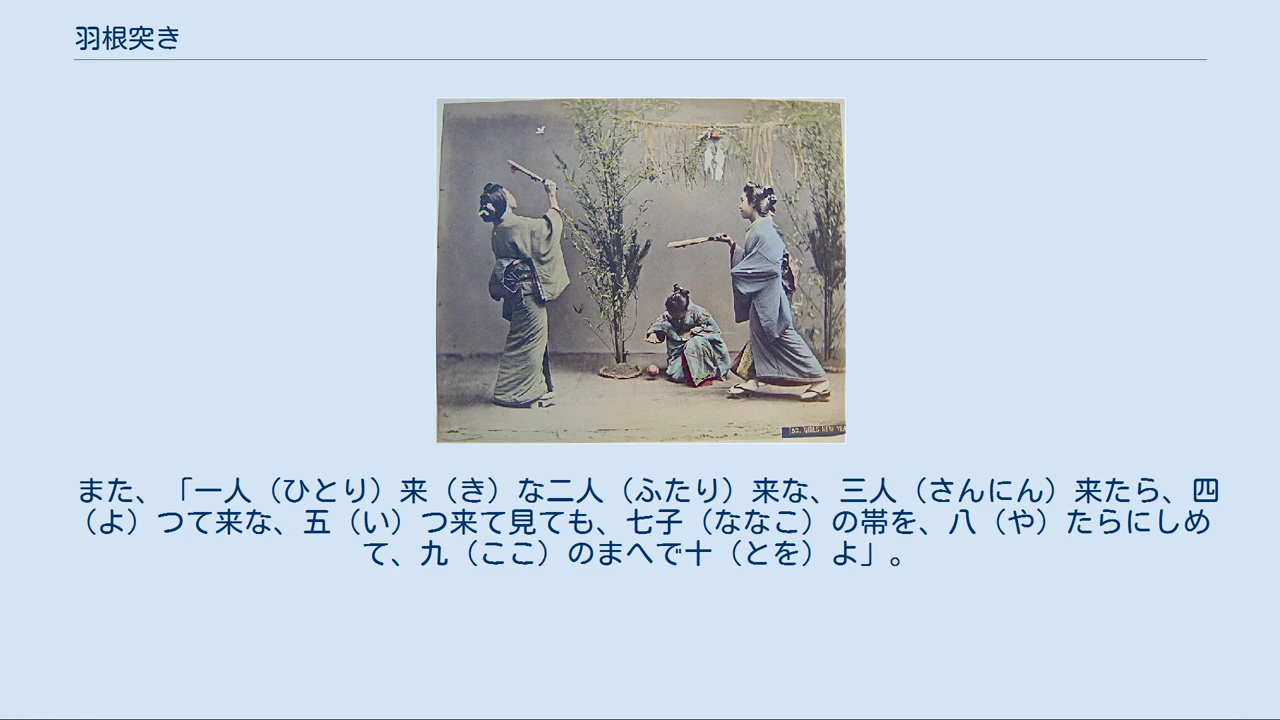 羽根突き
また、「一人（ひとり）来（き）な二人（ふたり）来な、三人（さんにん）来たら、四
（よ）つて来な、五（い）つ来て見ても、七子（ななこ）の帯を、八（や）たらにしめ
て、九（ここ）のまへで十（とを）よ」。